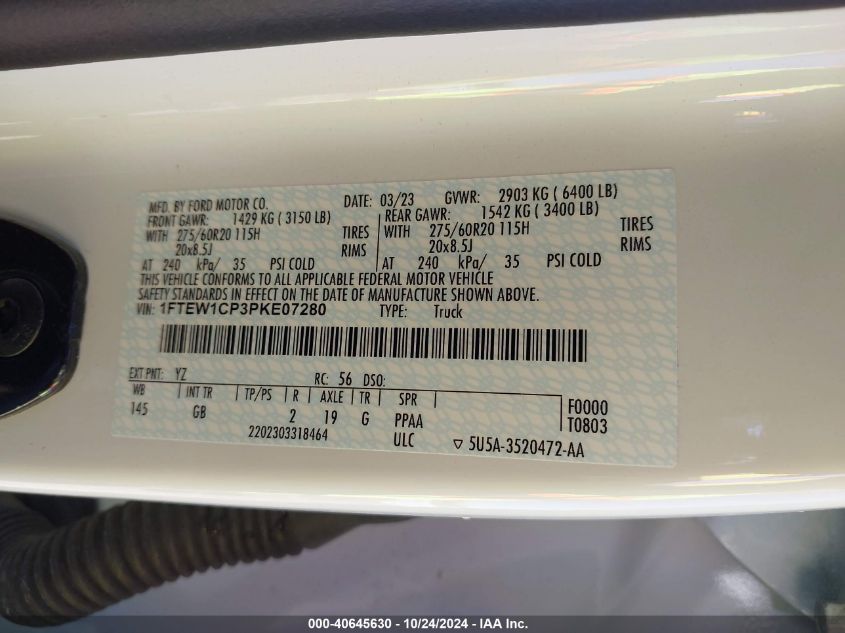 MFD. BY FORD MOTOR CO. DATE: 03/23 GVWR: 2903 KG ( 6400 LB)
FRONT GAWR: 1429 KG ( 3150 LB) REAR GAWR: 1542 KG ( 3400 LB)
WITH 275/60R20 115H TIRES WITH 275/60R20 115H TIRES
20x8.5J RIMS 20x8.5J RIMS
AT 240 kPa/ 35 PSI COLD AT 240 kPa/ 35 PSI COLD
THIS VEHICLE CONFORMS TO ALL APPLICABLE FEDERAL MOTOR VEHICLE
SAFETY STANDARDS IN EFFECT ON THE DATE OF MANUFACTURE SHOWN ABOVE.
VIN: 1FTEW1CP3PKE07280 TYPE: Truck
EXT PNT: YZ RC: 56 DSO:
WB INT TR TP/PS R AXLE TR SPR
145 GB 2 19 G PPAA F0000
ULC T0803
2202303318464 5U5A-3520472-AA
000-40645630 - 10/24/2024 - IAA Inc.